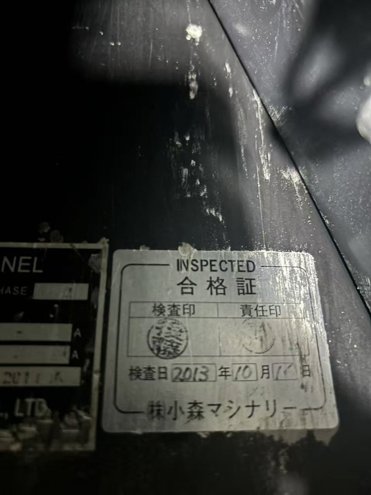 NEL
HASE
A
A
, LTD
INSPECTED
合格証
検査印 責任印
検査日 2013 年 10 月 日
㈱小森マシナリー